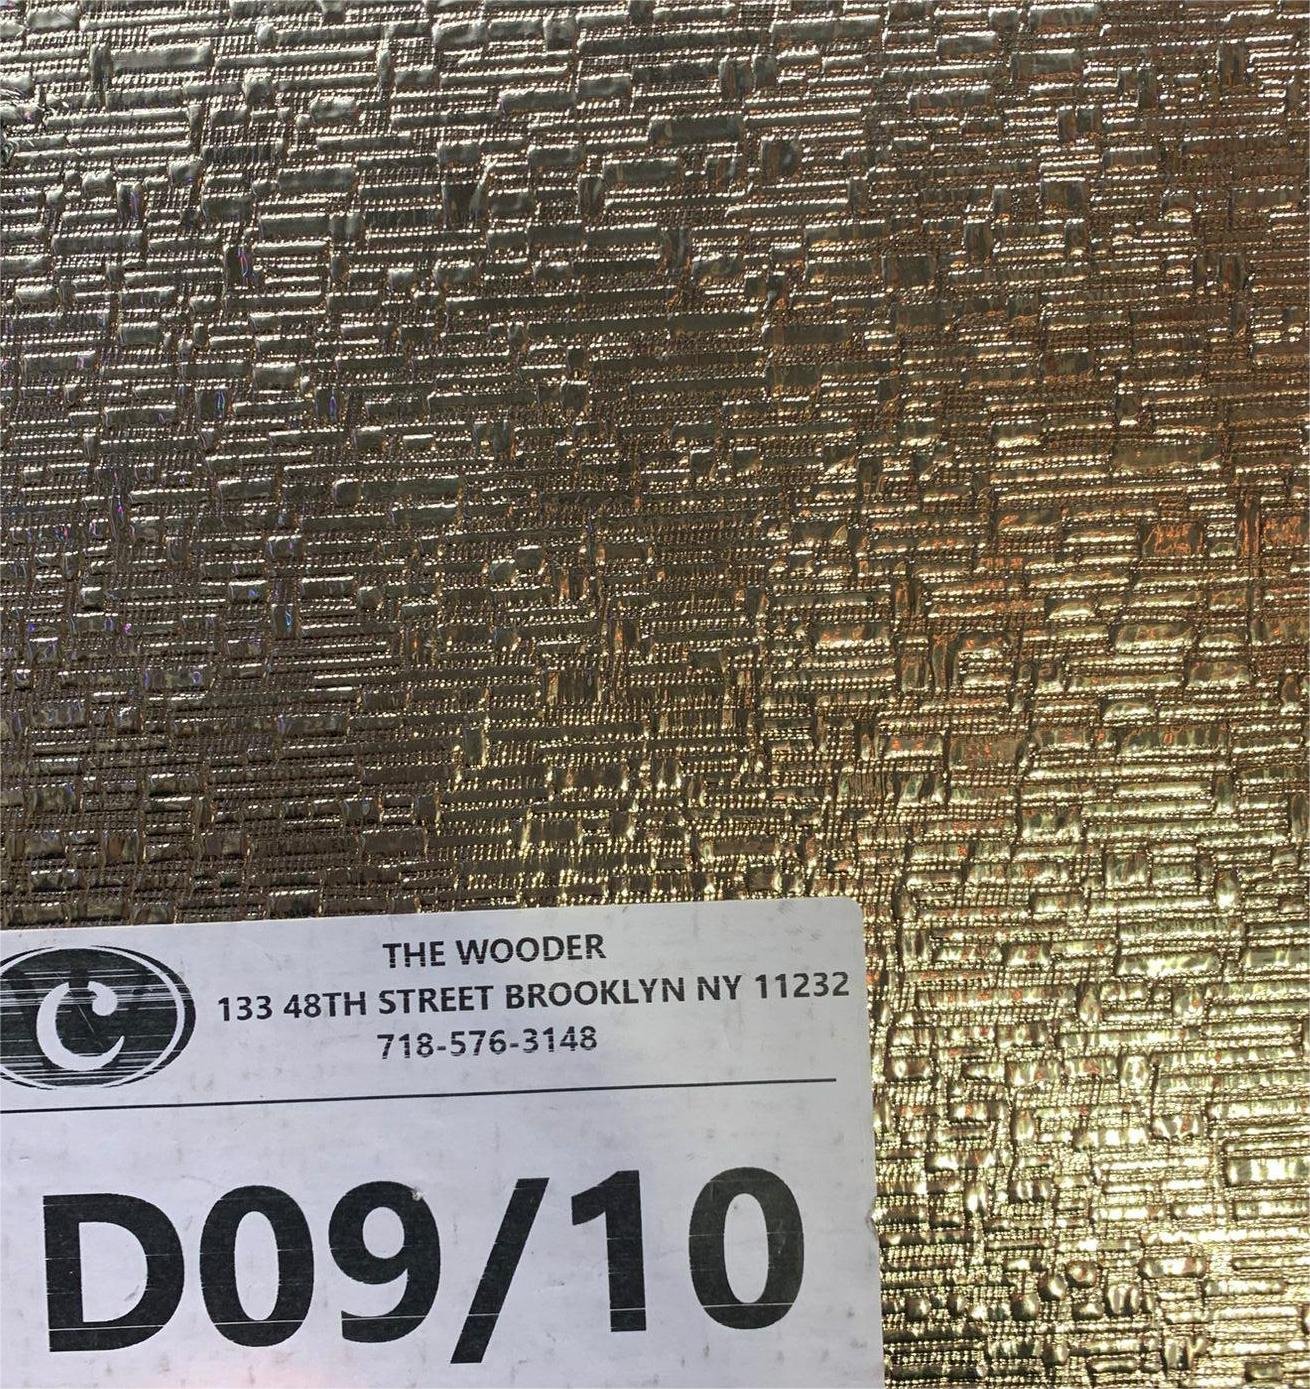 C
THE WOODER
133 48TH STREET BROOKLYN NY 11232
718-576-3148
D09/10